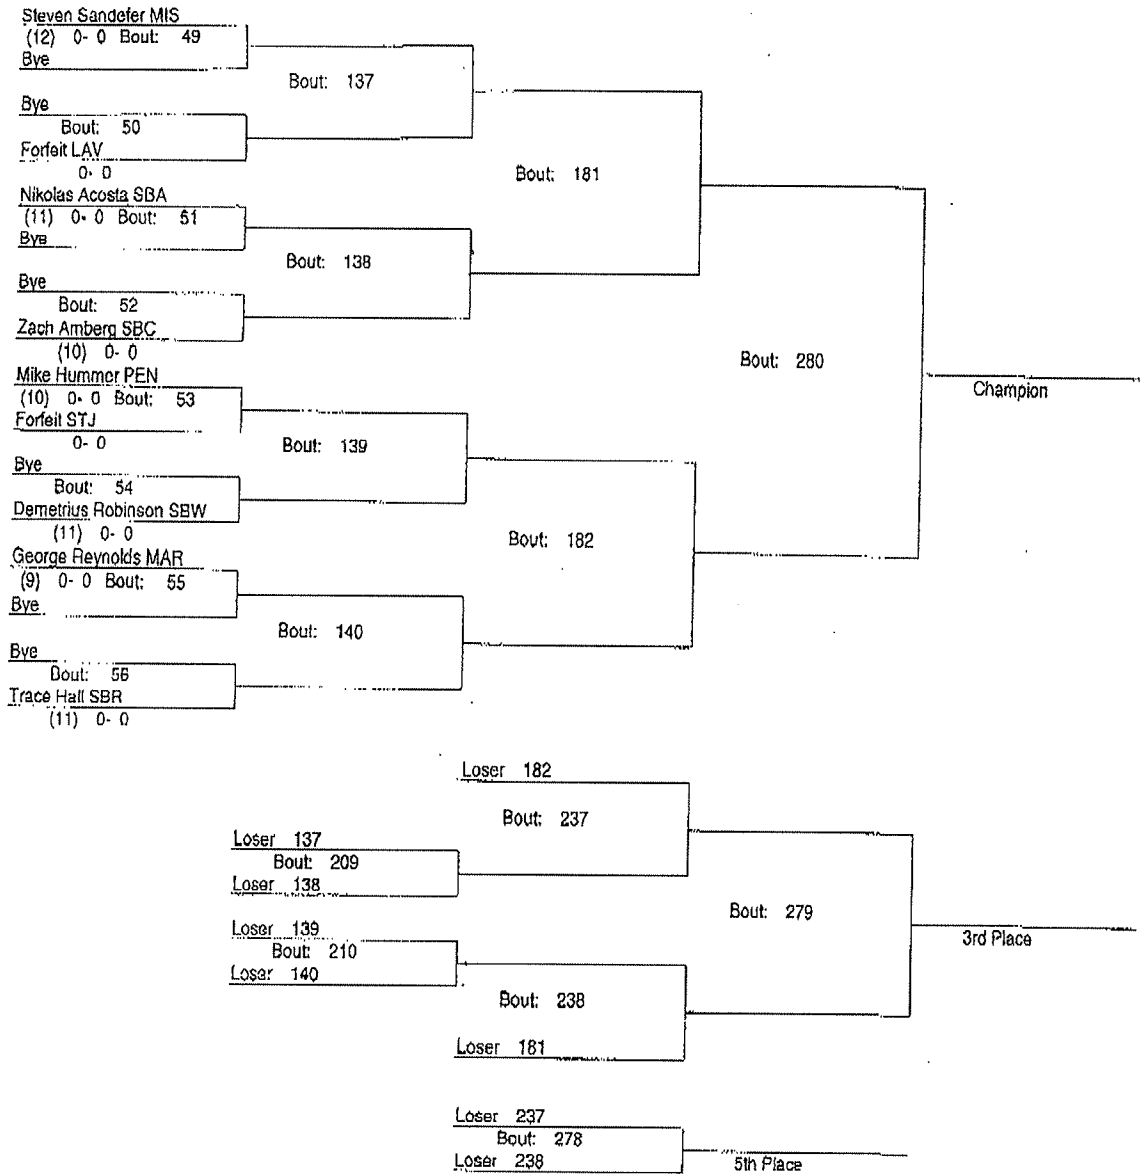 Steven Sandefer MIS
(12) 0- 0 Bout: 49
Bye
Bout: 137
Bye
Bout: 50
Forfeit LAV
0- 0
Bout: 181
Nikolas Acosta SBA
(11) 0- 0 Bout: 51
Bye
Bout: 138
Bye
Bout: 52
Zach Amberg SBC
(10) 0- 0
Bout: 280
Champion
Mike Hummer PEN
(10) 0- 0 Bout: 53
Forfeit STJ
0- 0
Bout: 139
Bye
Bout: 54
Demetrius Robinson SBW
(11) 0- 0
Bout: 182
George Reynolds MAR
(9) 0- 0 Bout: 55
Bye
Bout: 140
Bye
Bout: 56
Trace Hall SBR
(11) 0- 0
Loser 182
Bout: 237
Loser 137
Bout: 209
Loser 138
Bout: 279
3rd Place
Loser 139
Bout: 210
Loser 140
Bout: 238
Loser 181
Loser 237
Bout: 278
Loser 238
5th Place